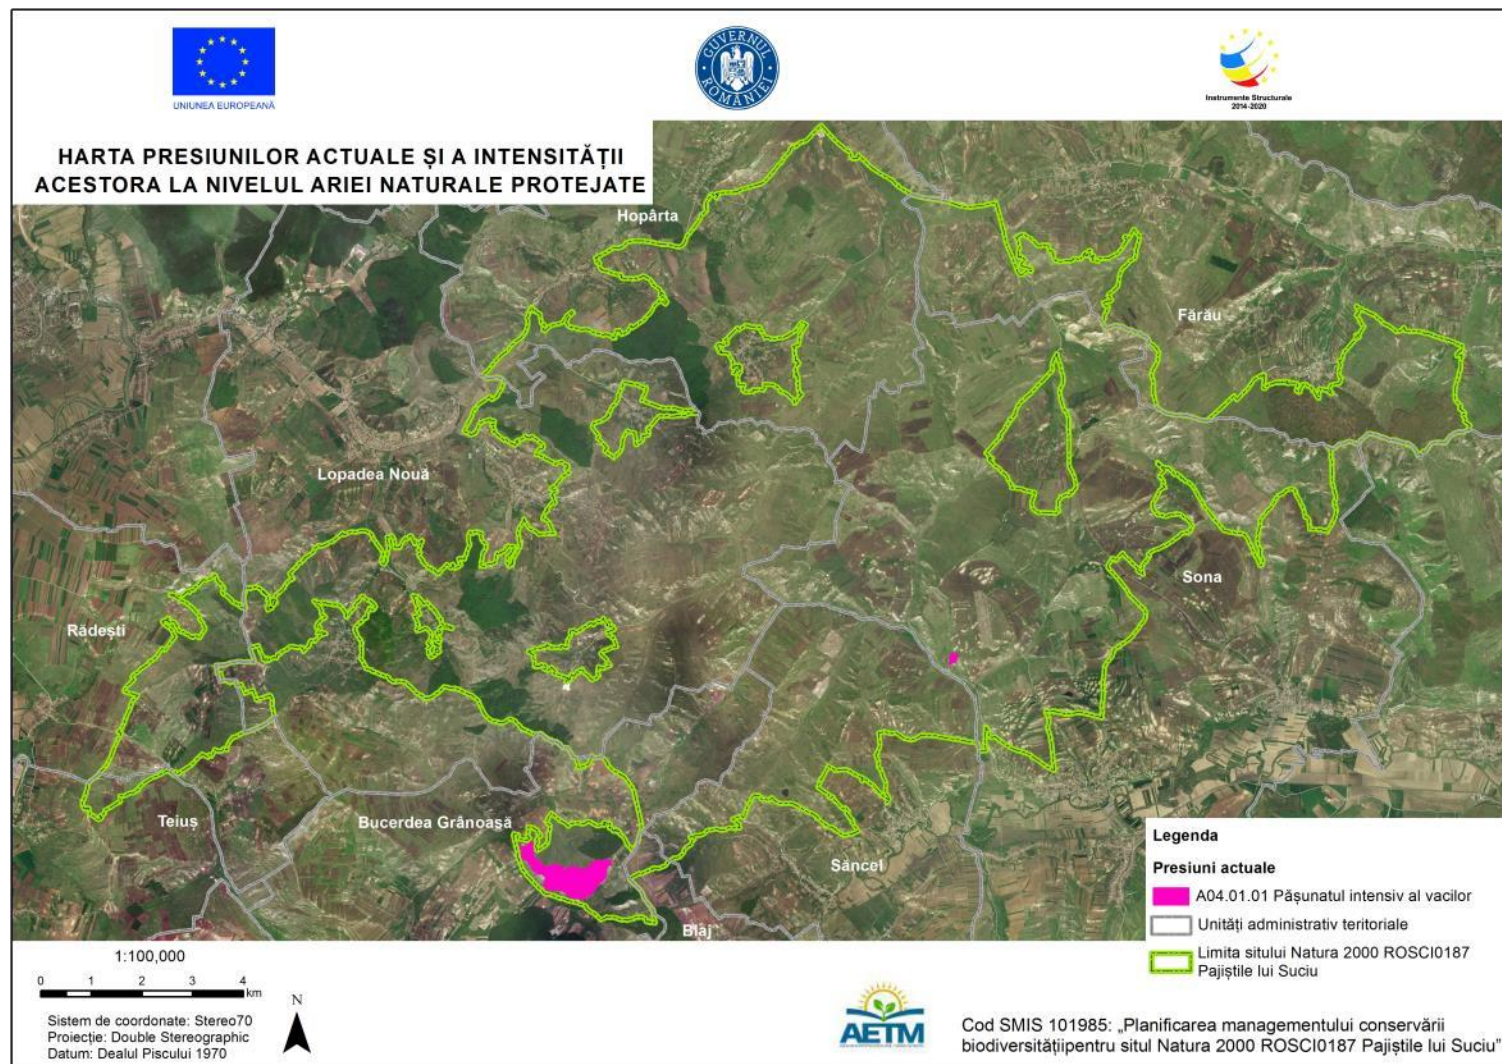 UNIUNEA EUROPEANĂ
GUVERNUL ROMÂNIEI
Instrumente Structurale
2014-2020
HARTA PRESIUNILOR ACTUALE ȘI A INTENSITĂȚII
ACESTORA LA NIVELUL ARIEI NATURALE PROTEJATE
Hopârta
Fărău
Lopadea Nouă
Sona
Rădești
Teiuș
Bucerdea Grânoasă
Săncel
Blaj
Legenda
Presiuni actuale
A04.01.01 Pășunatul intensiv al vacilor
Unități administrativ teritoriale
Limita sitului Natura 2000 ROSCI0187
Pajiștile lui Suciu
1:100,000
0 1 2 3 4
km
N
Sistem de coordonate: Stereo70
Proiecție: Double Stereographic
Datum: Dealul Piscului 1970
AETM
Cod SMIS 101985: „Planificarea managementului conservării
biodiversitățiipentru situl Natura 2000 ROSCI0187 Pajiștile lui Suciu”